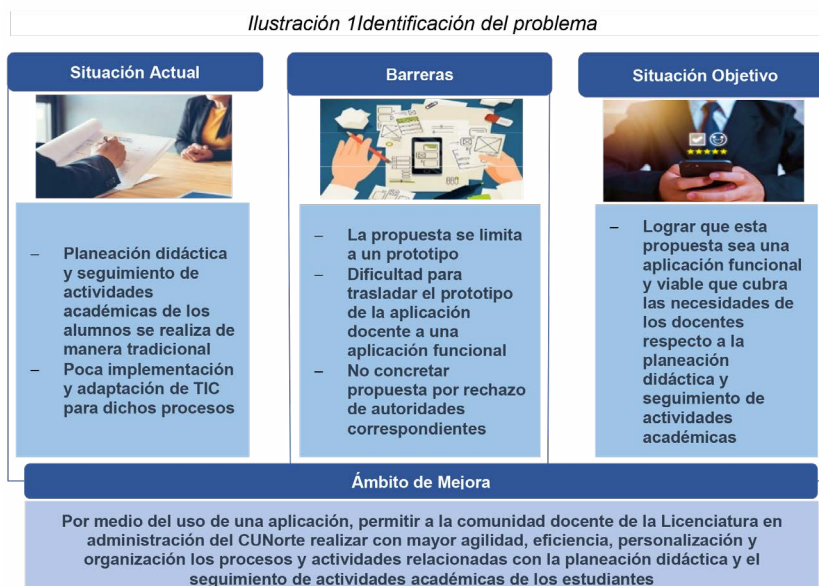 Ilustración 1Identificación del problema
Situación Actual
– Planeación didáctica
y seguimiento de
actividades
académicas de los
alumnos se realiza de
manera tradicional
– Poca implementación
y adaptación de TIC
para dichos procesos
Barreras
– La propuesta se limita
a un prototipo
– Dificultad para
trasladar el prototipo
de la aplicación
docente a una
aplicación funcional
– No concretar
propuesta por rechazo
de autoridades
correspondientes
Situación Objetivo
– Lograr que esta
propuesta sea una
aplicación funcional
y viable que cubra
las necesidades de
los docentes
respecto a la
planeación
didáctica y
seguimiento de
actividades
académicas
Ámbito de Mejora
Por medio del uso de una aplicación, permitir a la comunidad docente de la Licenciatura en
administración del CUNorte realizar con mayor agilidad, eficiencia, personalización y
organización los procesos y actividades relacionadas con la planeación didáctica y el
seguimiento de actividades académicas de los estudiantes